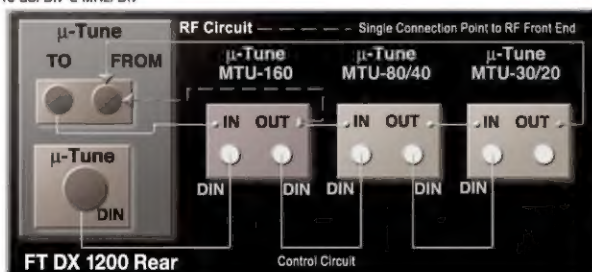 RF Circuit
Single Connection Point to RF Front End
µ-Tune
TO FROM
µ-Tune
MTU-160
µ-Tune
MTU-80/40
µ-Tune
MTU-30/20
IN OUT
IN OUT
IN OUT
µ-Tune
DIN
DIN DIN
DIN DIN
DIN
FT DX 1200 Rear
Control Circuit